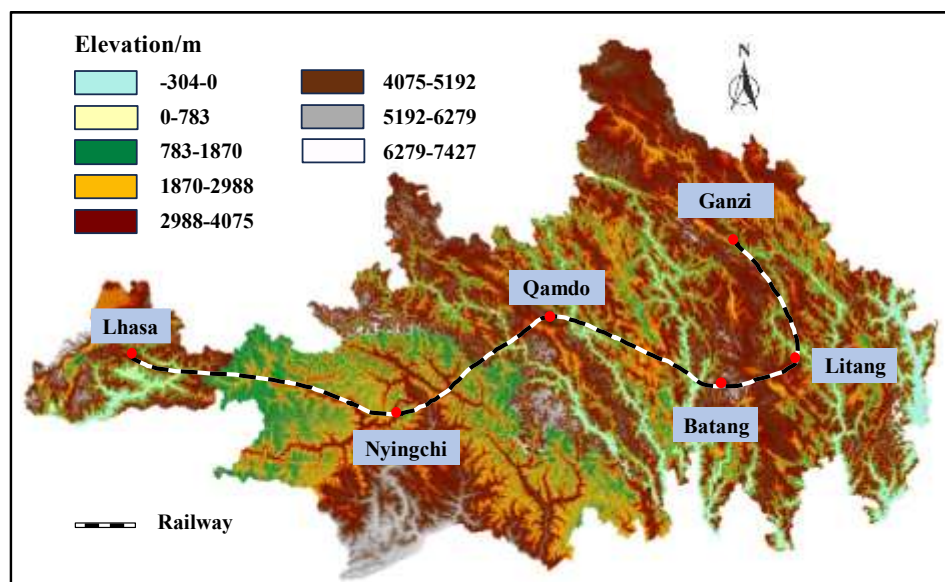 Elevation/m
-304-0
0-783
783-1870
1870-2988
2988-4075
4075-5192
5192-6279
6279-7427
N
Ganzi
Qamdo
Lhasa
Litang
Batang
Nyingchi
Railway